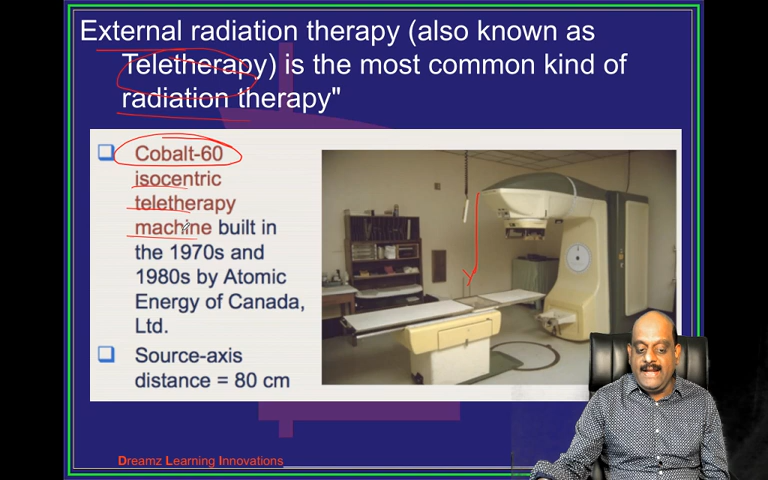 External radiation therapy (also known as
Teletherapy) is the most common kind of
radiation therapy"
Cobalt-60
isocentric
teletherapy
machine built in
the 1970s and
1980s by Atomic
Energy of Canada,
Ltd.
Source-axis
distance = 80 cm
Dreamz Learning Innovations